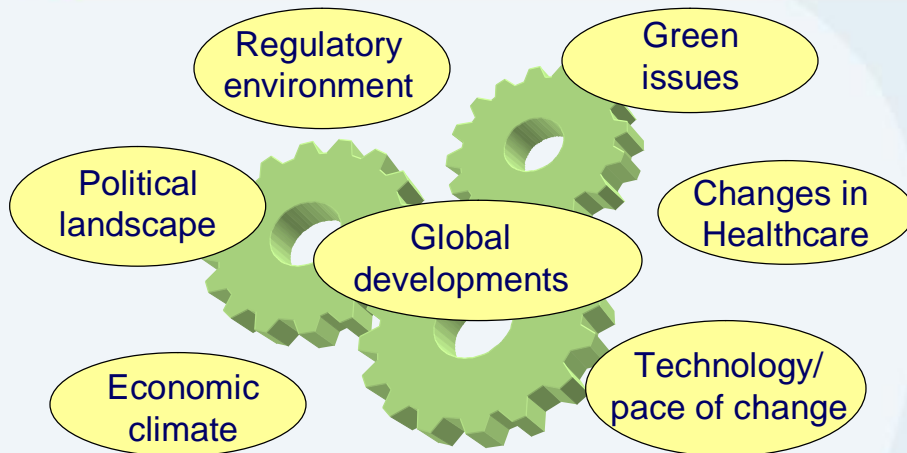 Regulatory
environment
Green
issues
Political
landscape
Changes in
Healthcare
Global
developments
Economic
climate
Technology/
pace of change